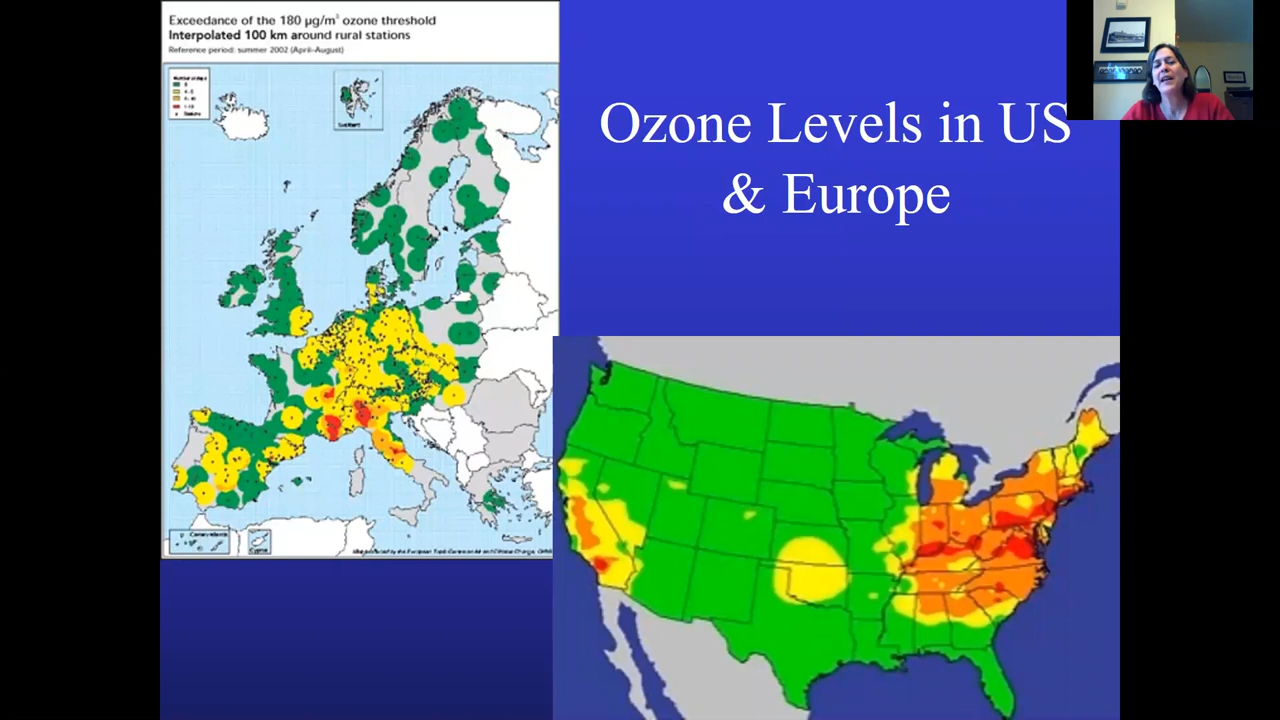 Exceedance of the 180 µg/m³ ozone threshold
Interpolated 100 km around rural stations
Reference period: summer 2002 (April–August)
Ozone Levels in US
& Europe